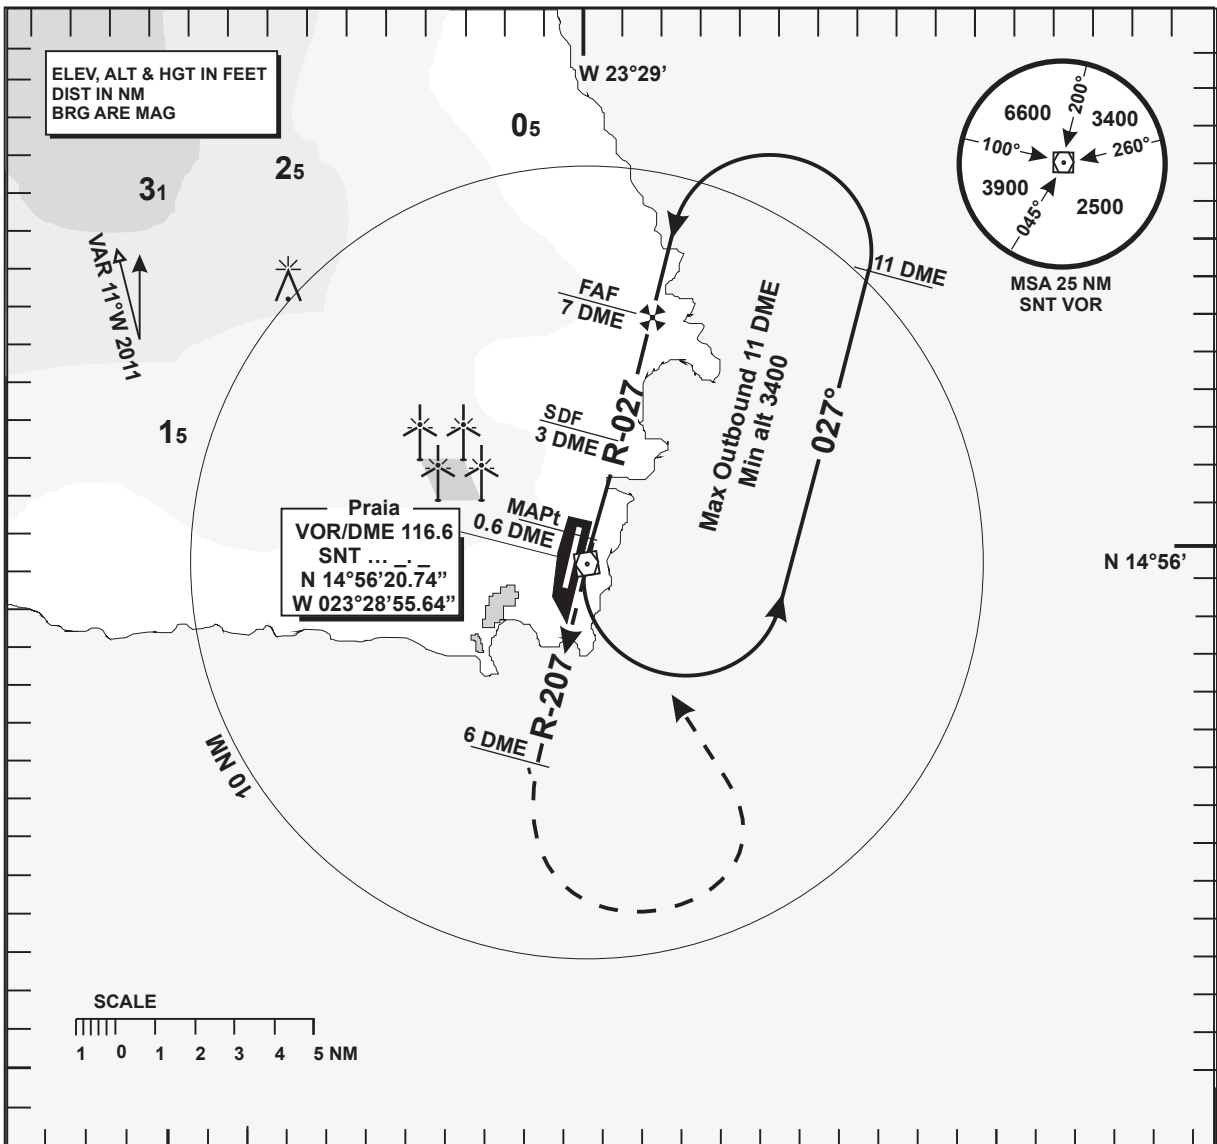 ELEV, ALT & HGT IN FEET
DIST IN NM
BRG ARE MAG
W 23°29’
05
25
31
6600
200°
3400
100°
260°
3900
045°
2500
MSA 25 NM
SNT VOR
VAR 11°W 2011
11 DME
FAF
7 DME
Max Outbound 11 DME
Min alt 3400
R-027
027°
15
SDF
3 DME
MAPt
0.6 DME
Praia
VOR/DME 116.6
SNT ... _. _
N 14°56’20.74”
W 023°28’55.64”
N 14°56’
R-207
6 DME
10 NM
SCALE
1 0 1 2 3 4 5 NM